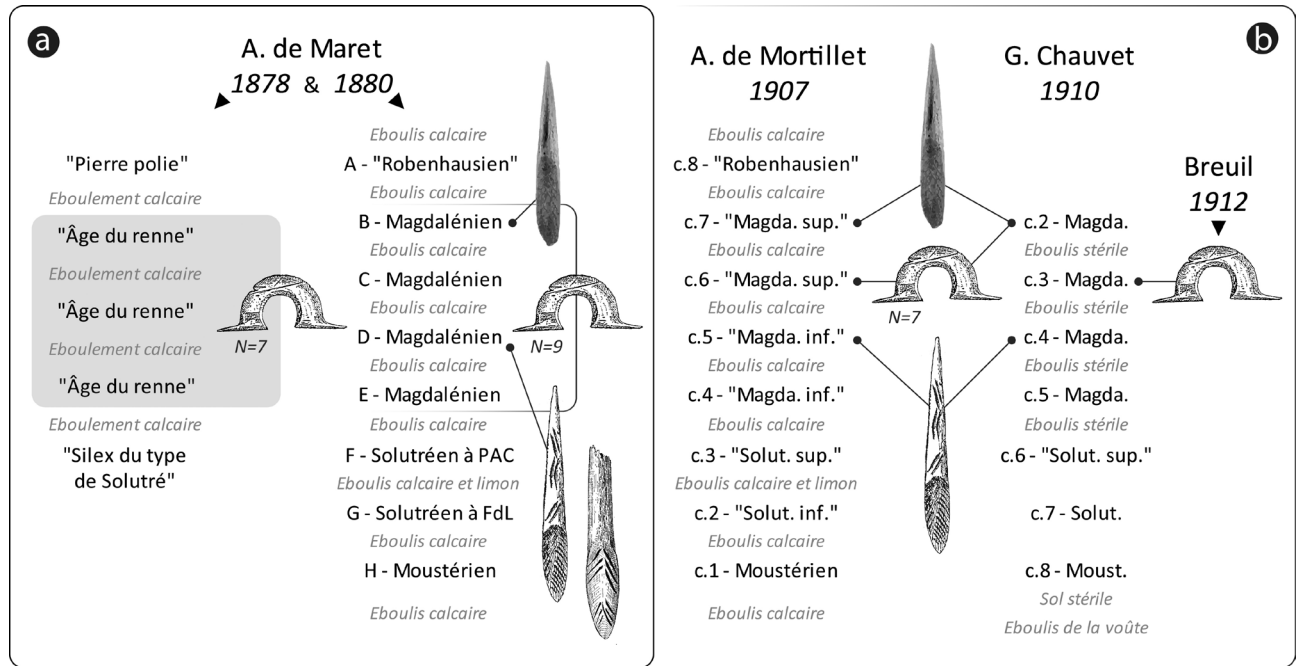 a
A. de Maret
1878 & 1880
"Pierre polie"
Eboulement calcaire
"Âge du renne"
Eboulement calcaire
"Âge du renne"
Eboulement calcaire
"Âge du renne"
Eboulement calcaire
"Silex du type
de Solutré"
N=7
Eboulis calcaire
A - "Robenhausien"
Eboulis calcaire
B - Magdalénien
Eboulis calcaire
C - Magdalénien
Eboulis calcaire
D - Magdalénien
Eboulis calcaire
E - Magdalénien
Eboulis calcaire
F - Solutréen à PAC
Eboulis calcaire et limon
G - Solutréen à FdL
Eboulis calcaire
H - Moustérien
Eboulis calcaire
N=9
b
A. de Mortillet
1907
Eboulis calcaire
c.8 - "Robenhausien"
Eboulis calcaire
c.7 - "Magda. sup."
Eboulis calcaire
c.6 - "Magda. sup."
Eboulis calcaire
c.5 - "Magda. inf."
Eboulis calcaire
c.4 - "Magda. inf."
Eboulis calcaire
c.3 - "Solut. sup."
Eboulis calcaire et limon
c.2 - "Solut. inf."
Eboulis calcaire
c.1 - Moustérien
Eboulis calcaire
N=7
G. Chauvet
1910
c.2 - Magda.
Eboulis stérile
c.3 - Magda.
Eboulis stérile
c.4 - Magda.
Eboulis stérile
c.5 - Magda.
Eboulis stérile
c.6 - "Solut. sup."
c.7 - Solut.
c.8 - Moust.
Sol stérile
Eboulis de la voûte
Breuil
1912